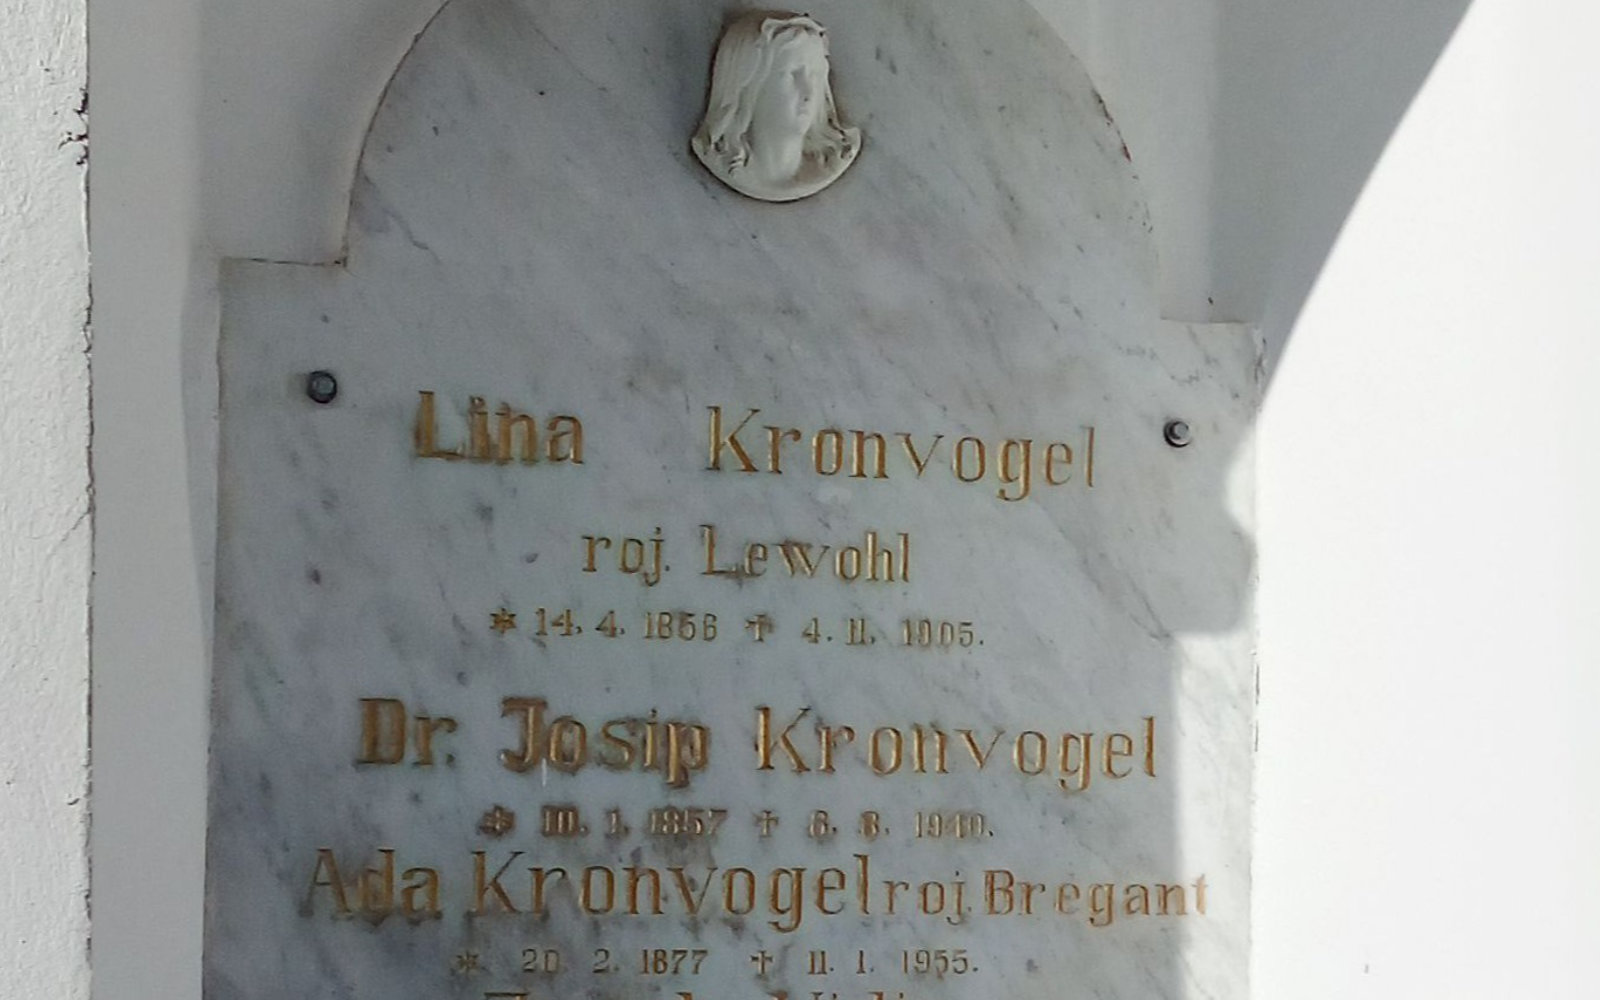 Lina Kronvogel
roj. Lewohl
* 14. 4. 1856 ✝ 4. 11. 1905.
Dr. Josip Kronvogel
* 10. 1. 1857 ✝ 6. 8. 1940.
Ada Kronvogel roj. Bregant
* 20. 2. 1877 ✝ 11. 1. 1955.